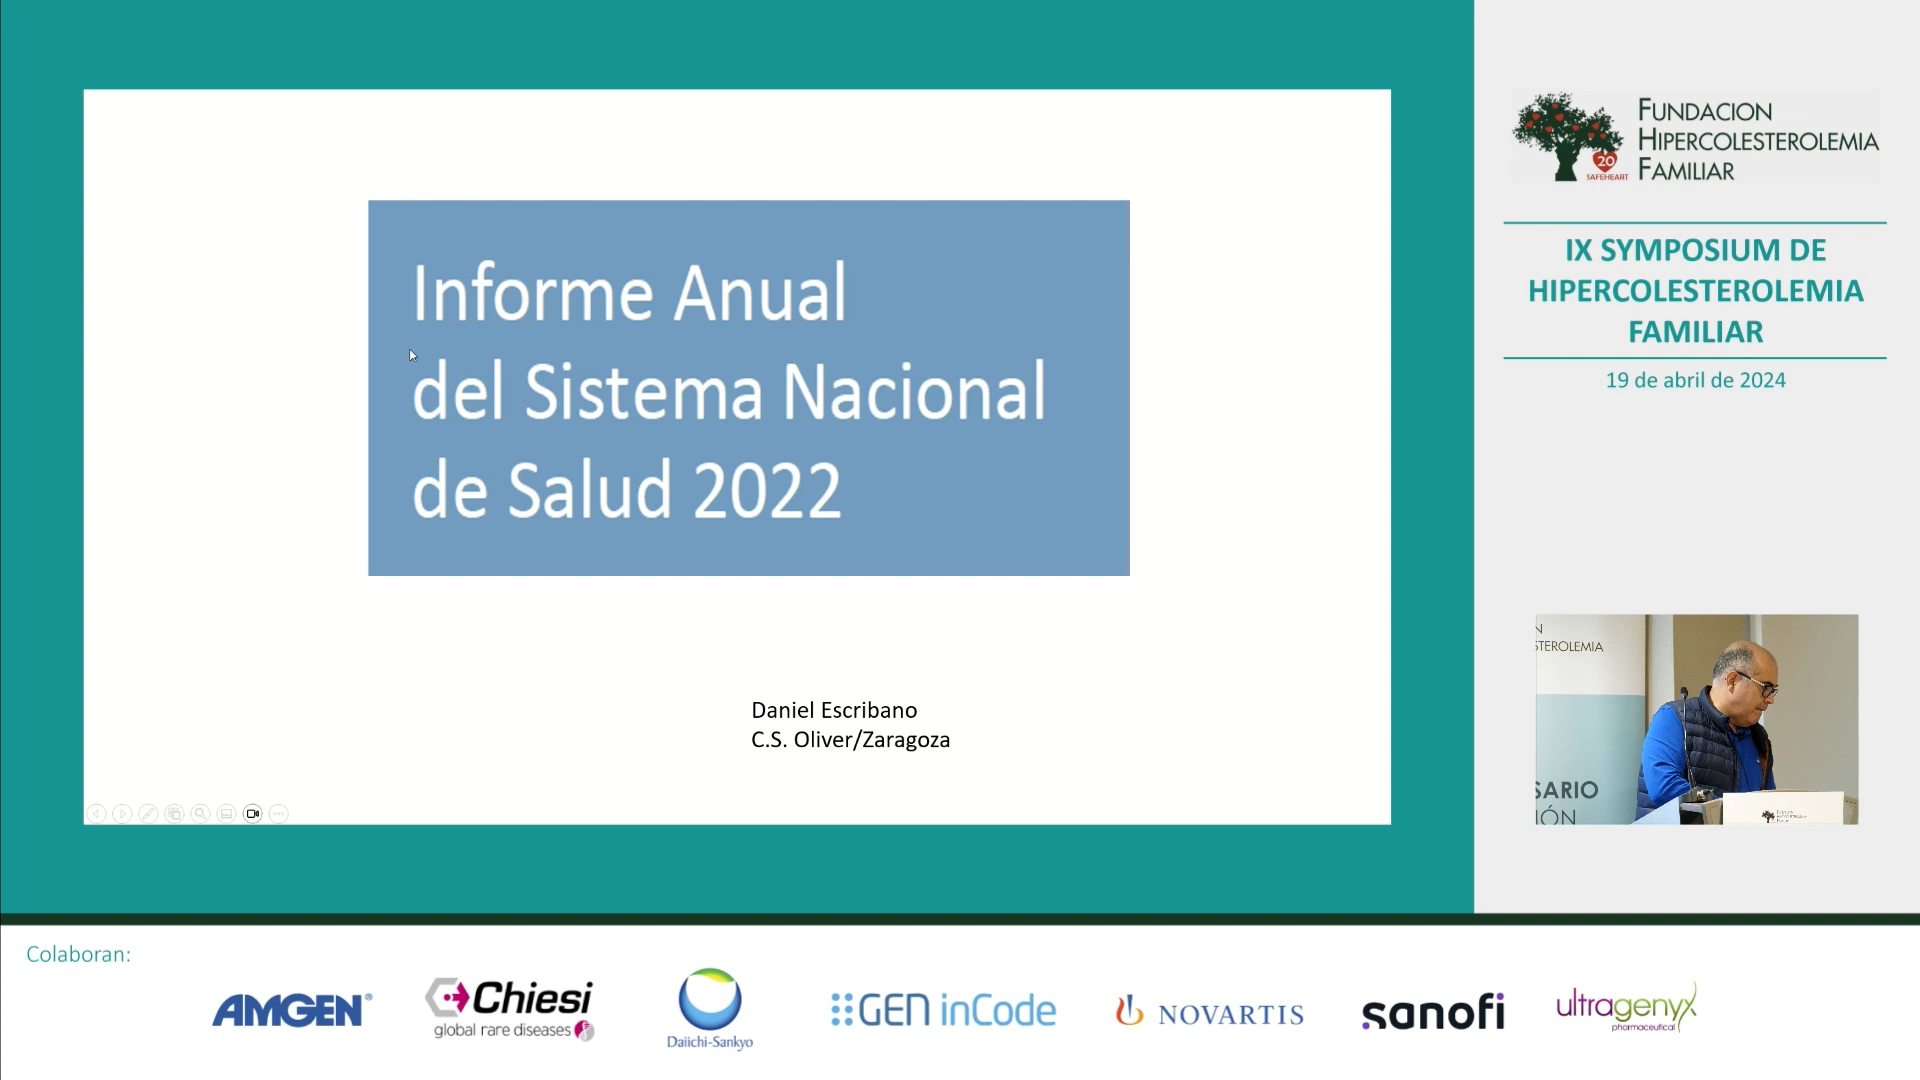 Informe Anual
del Sistema Nacional
de Salud 2022
Daniel Escribano
C.S. Oliver/Zaragoza
FUNDACION
HIPERCOLESTEROLEMIA
FAMILIAR
20
SAFEHEART
IX SYMPOSIUM DE
HIPERCOLESTEROLEMIA
FAMILIAR
19 de abril de 2024
N
STEROLEMIA
SARIO
IÓN
Colaboran:
AMGEN®
Chiesi
global rare diseases
Daiichi-Sankyo
GEN inCode
NOVARTIS
sanofi
ultragenyx
pharmaceutical